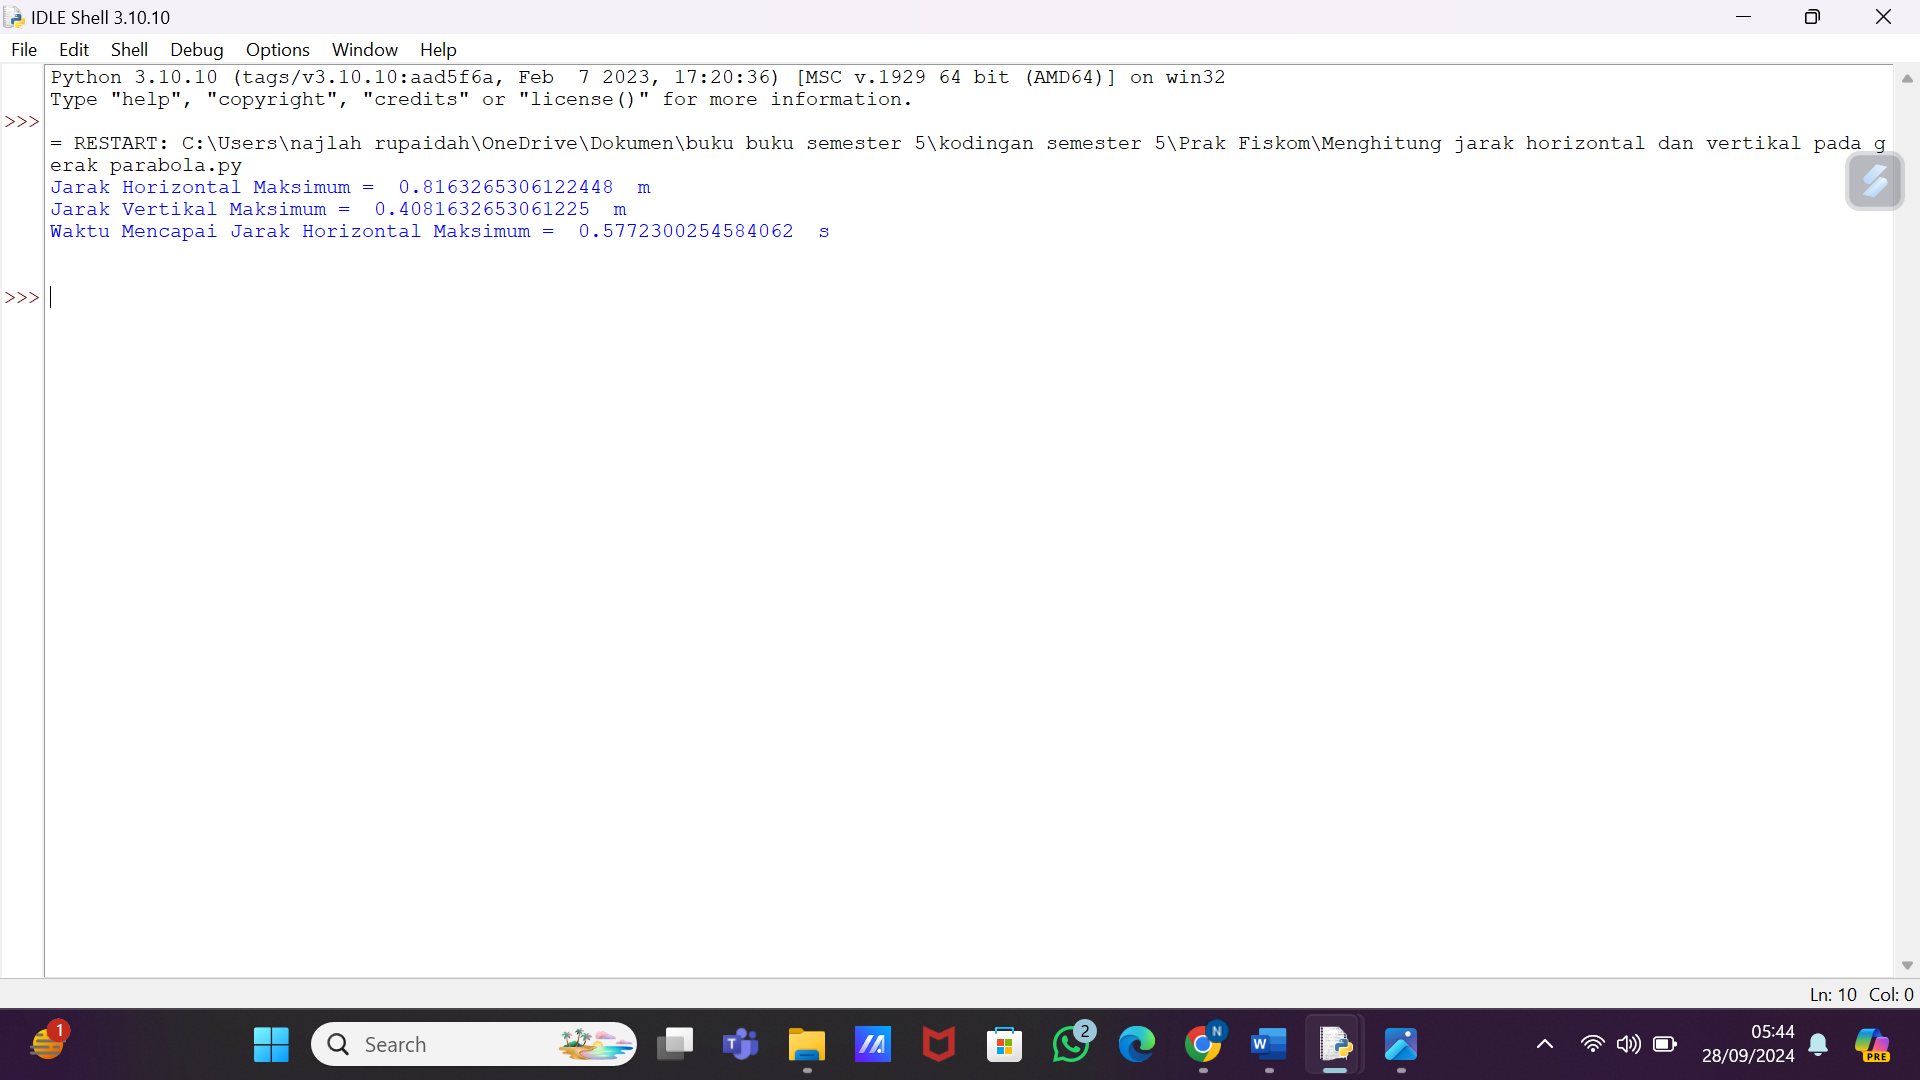 IDLE Shell 3.10.10
File Edit Shell Debug Options Window Help
Python 3.10.10 (tags/v3.10.10:aad5f6a, Feb  7 2023, 17:20:36) [MSC v.1929 64 bit (AMD64)] on win32
Type "help", "copyright", "credits" or "license()" for more information.
>>>
= RESTART: C:\Users\najlah rupaidah\OneDrive\Dokumen\buku buku semester 5\kodingan semester 5\Prak Fiskom\Menghitung jarak horizontal dan vertikal pada g
erak parabola.py
Jarak Horizontal Maksimum =  0.8163265306122448  m
Jarak Vertikal Maksimum =  0.4081632653061225  m
Waktu Mencapai Jarak Horizontal Maksimum =  0.5772300254584062  s
>>>
Ln: 10 Col: 0
1
Search
T
2
N
W
05:44
28/09/2024
PRE